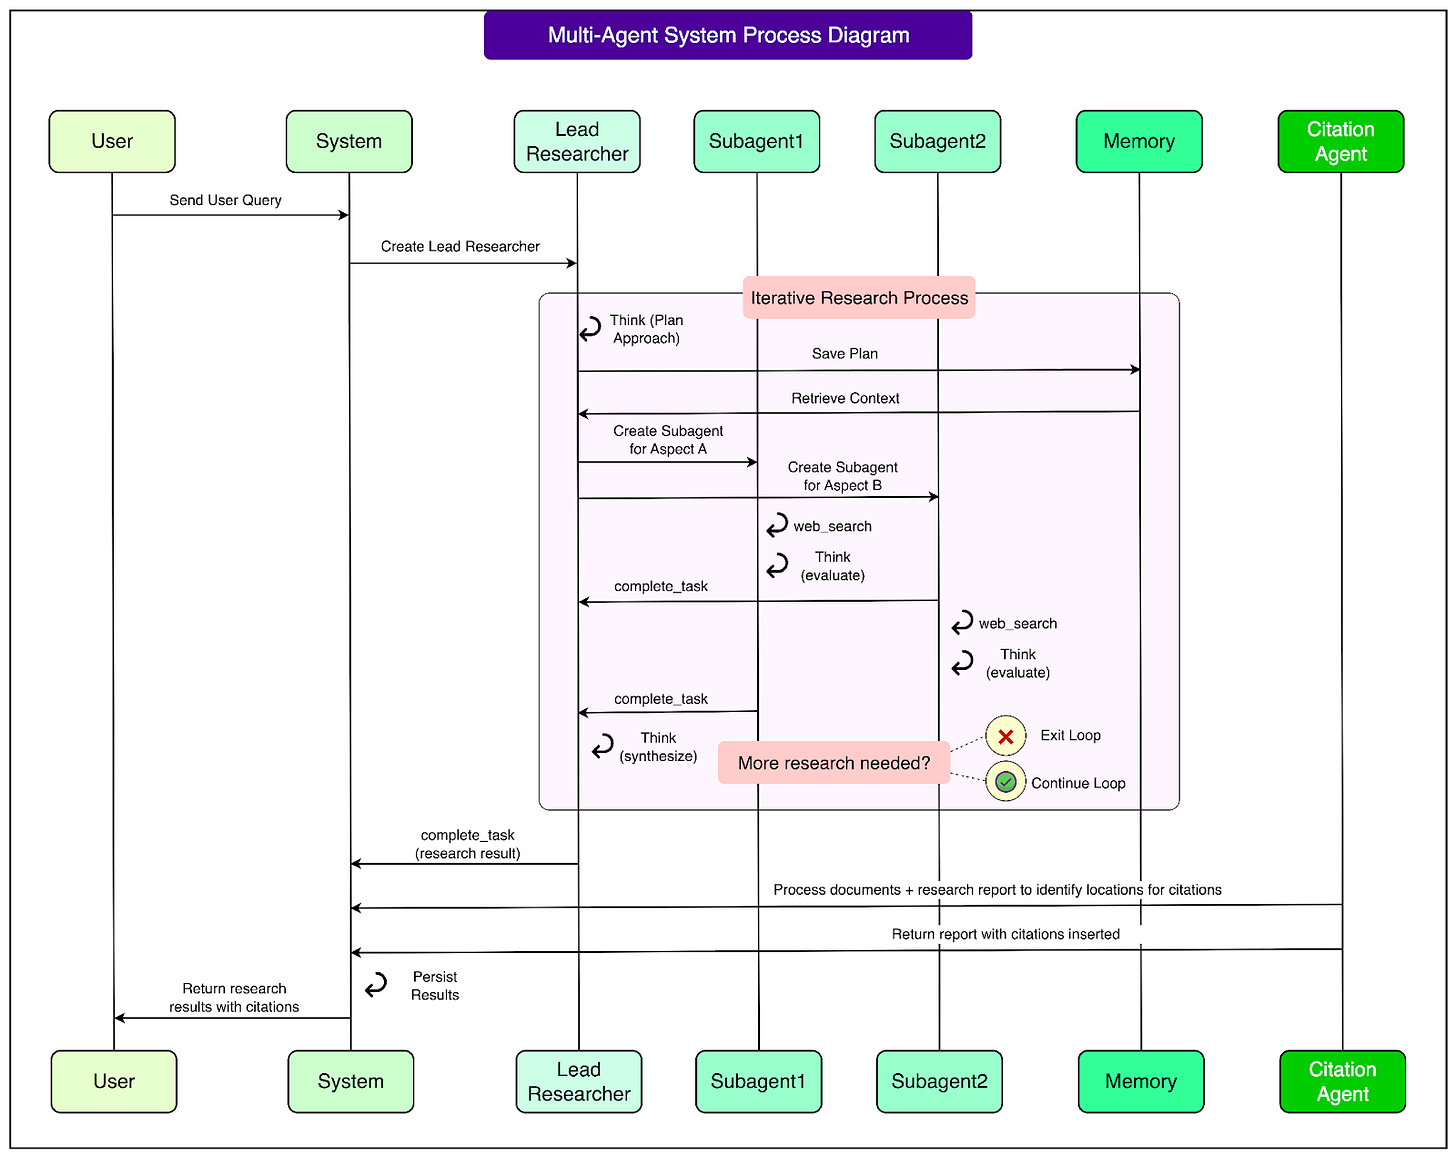 Multi-Agent System Process Diagram
User
System
Lead
Researcher
Subagent1
Subagent2
Memory
Citation
Agent
Send User Query
Create Lead Researcher
Iterative Research Process
Think (Plan
Approach)
Save Plan
Retrieve Context
Create Subagent
for Aspect A
Create Subagent
for Aspect B
web_search
Think
(evaluate)
complete_task
web_search
Think
(evaluate)
complete_task
Think
(synthesize)
More research needed?
Exit Loop
Continue Loop
complete_task
(research result)
Process documents + research report to identify locations for citations
Return report with citations inserted
Persist
Results
Return research
results with citations
User
System
Lead
Researcher
Subagent1
Subagent2
Memory
Citation
Agent